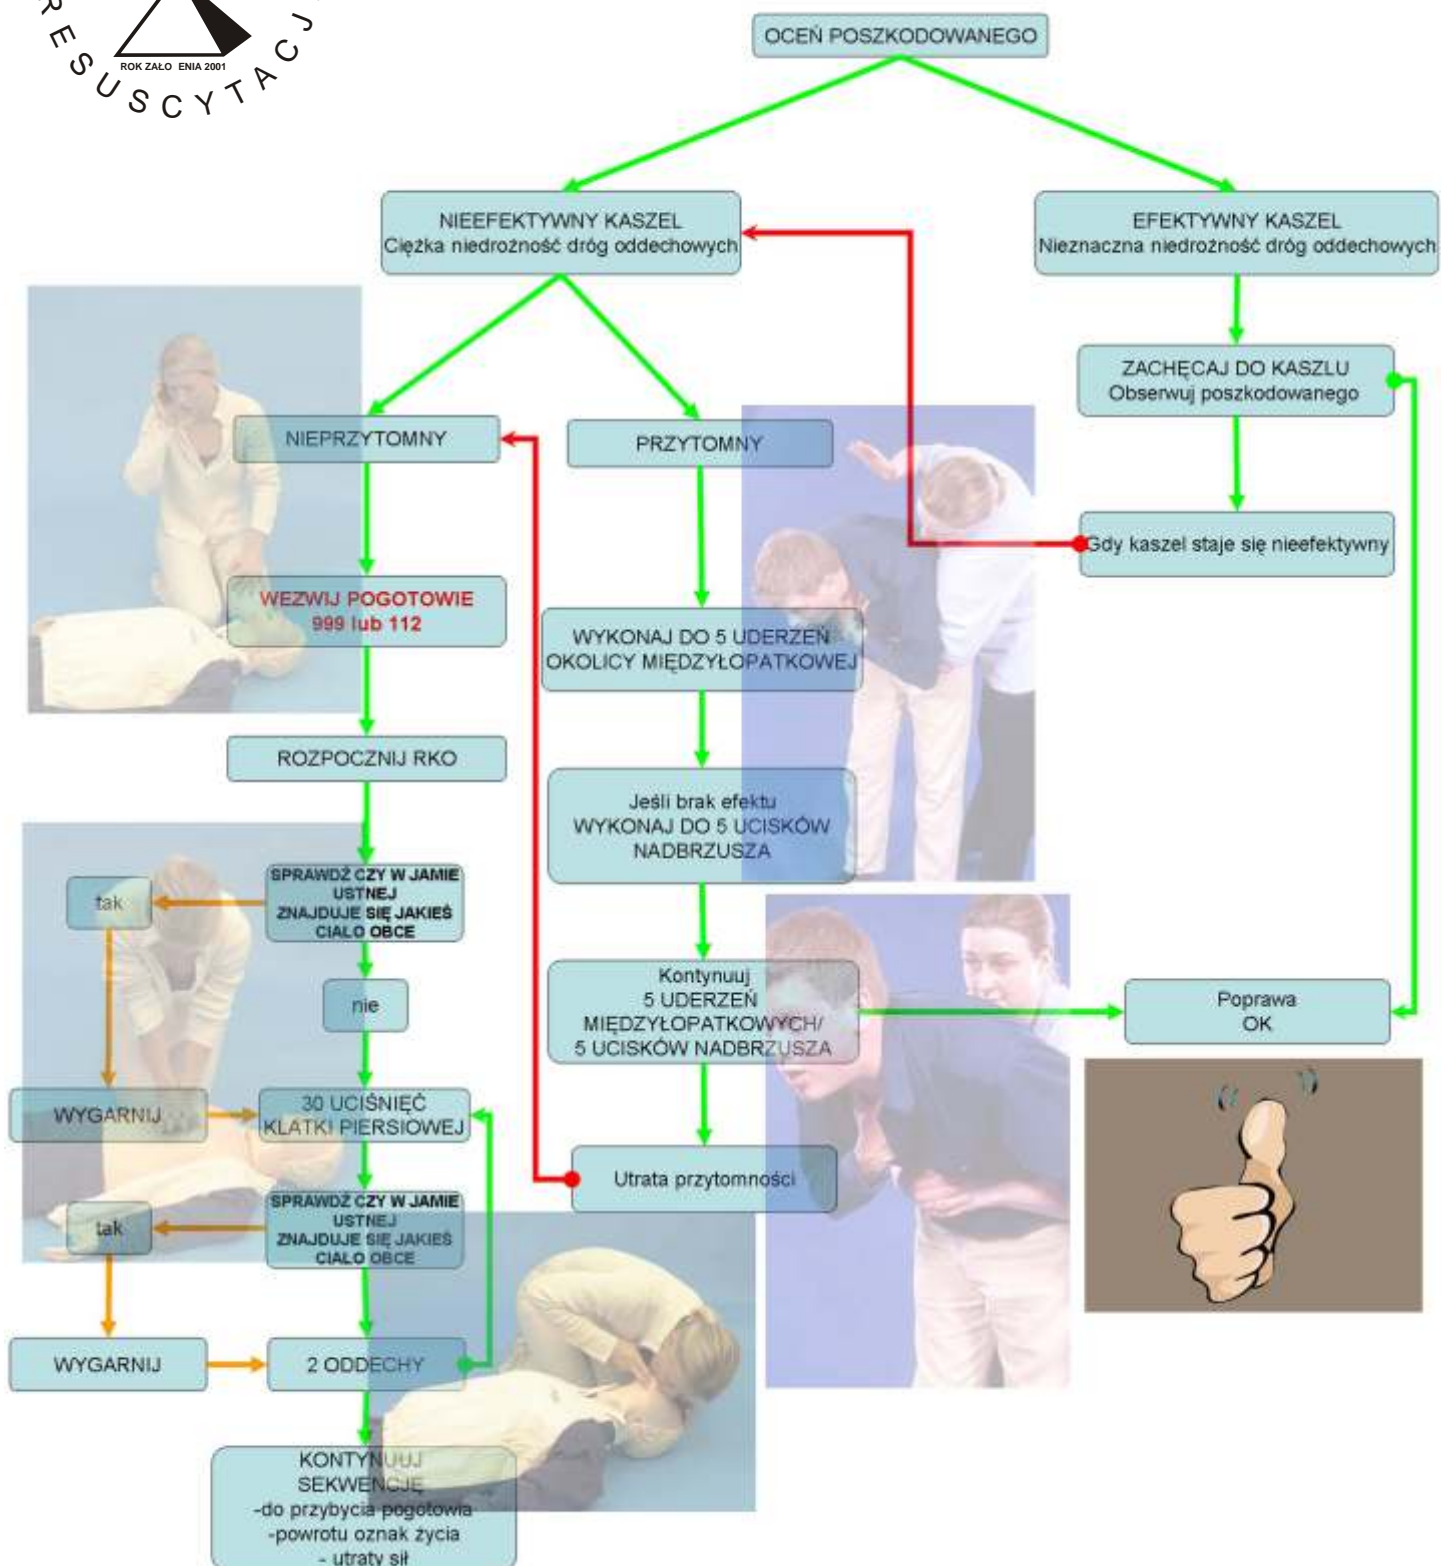 RESUSCYTACJ
ROK ZAŁO ENIA 2001
OCEŃ POSZKODOWANEGO
NIEEFEKTYWNY KASZEL
Ciężka niedrożność dróg oddechowych
EFEKTYWNY KASZEL
Nieznaczna niedrożność dróg oddechowych
ZACHĘCAJ DO KASZLU
Obserwuj poszkodowanego
NIEPRZYTOMNY
PRZYTOMNY
Gdy kaszel staje się nieefektywny
WEZWIJ POGOTOWIE
999 lub 112
WYKONAJ DO 5 UDERZEŃ
OKOLICY MIĘDZYŁOPATKOWEJ
ROZPOCZNIJ RKO
Jeśli brak efektu
WYKONAJ DO 5 UCISKÓW
NADBRZUSZA
SPRAWDŹ CZY W JAMIE
USTNEJ
ZNAJDUJE SIĘ JAKIEŚ
CIAŁO OBCE
tak
nie
Kontynuuj
5 UDERZEŃ
MIĘDZYŁOPATKOWYCH/
5 UCISKÓW NADBRZUSZA
Poprawa
OK
WYGARNIJ
30 UCIŚNIĘĆ
KLATKI PIERSIOWEJ
Utrata przytomności
SPRAWDŹ CZY W JAMIE
USTNEJ
ZNAJDUJE SIĘ JAKIEŚ
CIAŁO OBCE
tak
WYGARNIJ
2 ODDECHY
KONTYNUUJ
SEKWENCJĘ
-do przybycia pogotowia
-powrotu oznak życia
- utraty sił